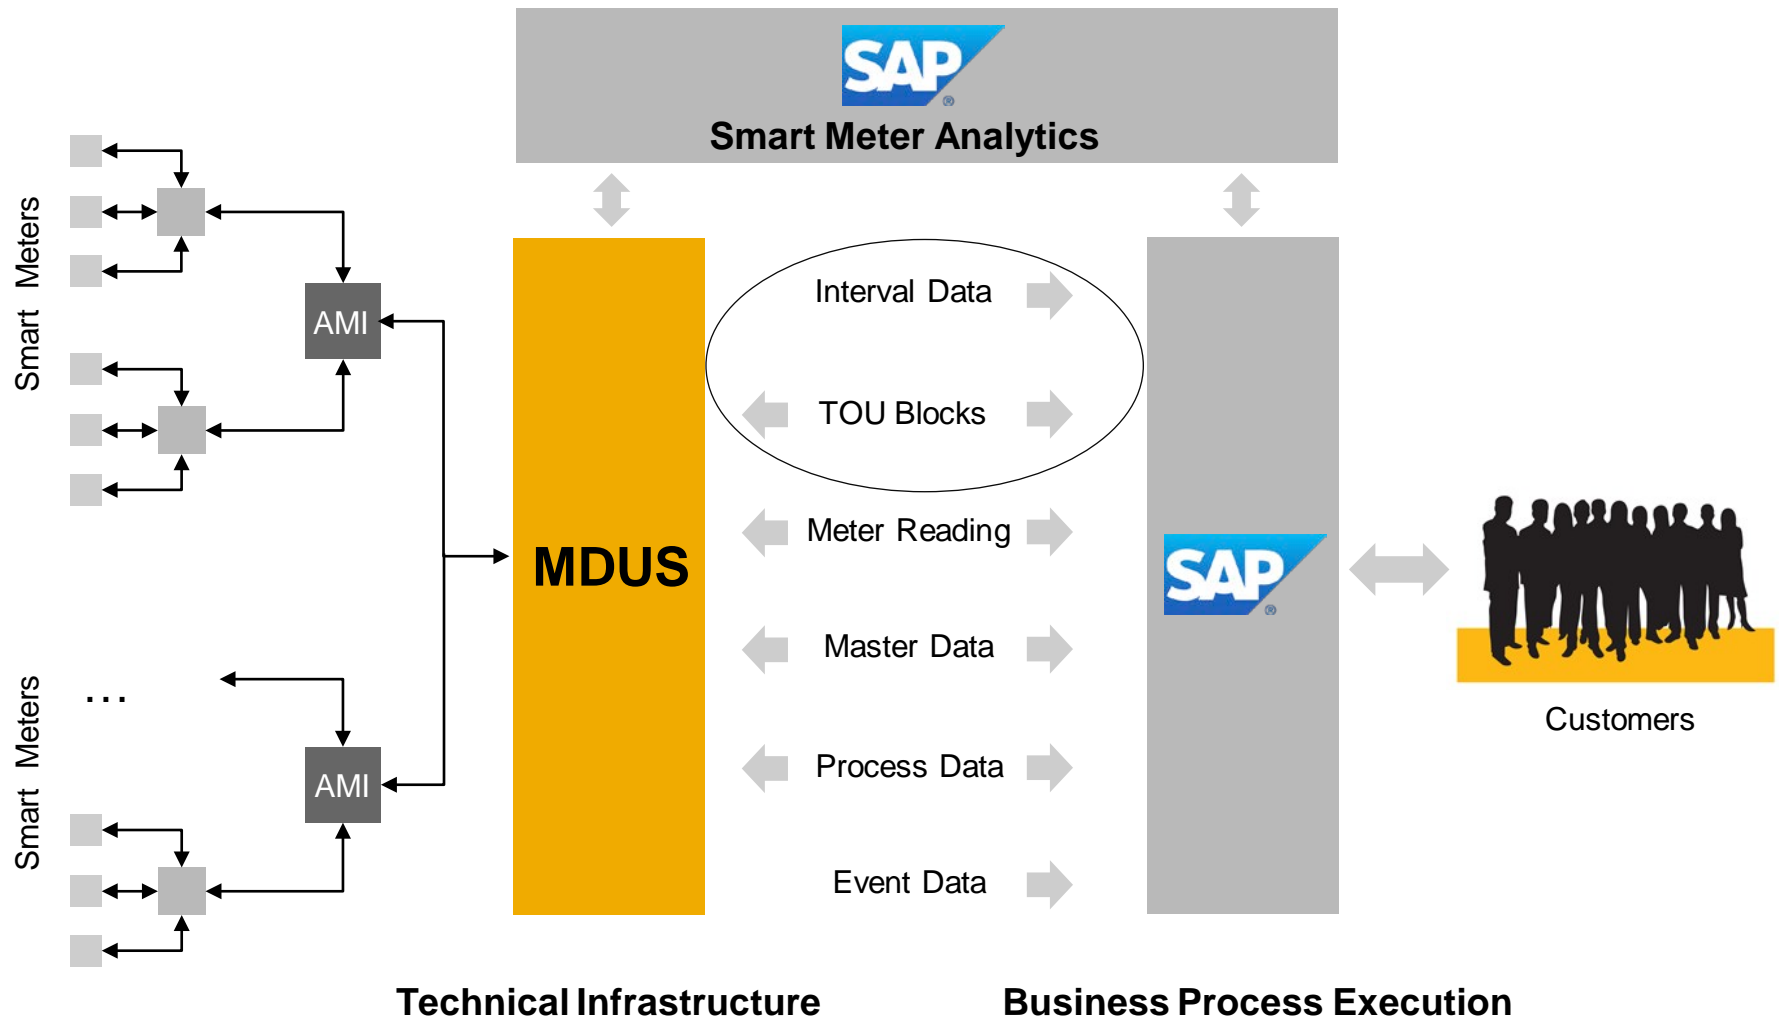 SAP
®
Smart Meter Analytics
Smart Meters
AMI
Interval Data
TOU Blocks
Meter Reading
MDUS
SAP
®
Master Data
Customers
Smart Meters
...
AMI
Process Data
Event Data
Technical Infrastructure
Business Process Execution